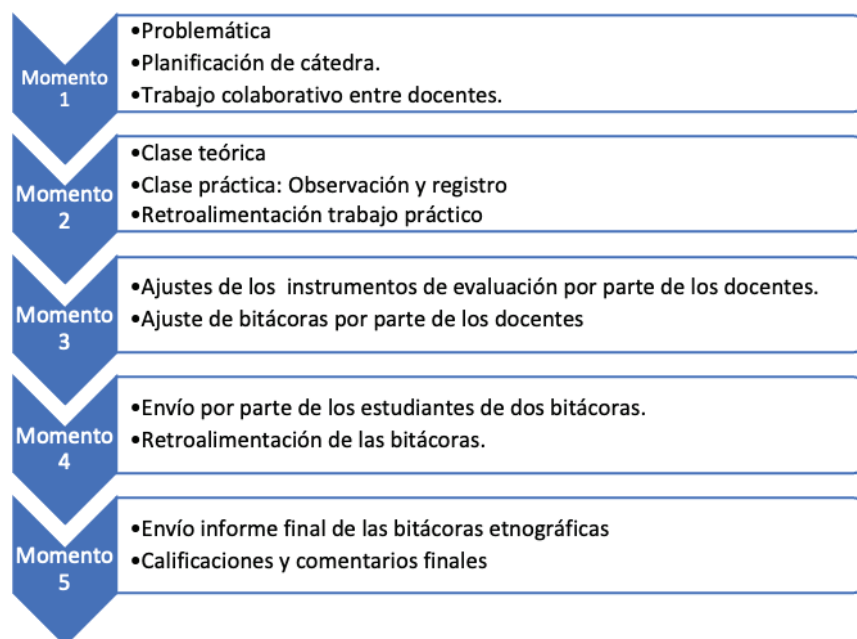 Momento
1
•Problemática
•Planificación de cátedra.
•Trabajo colaborativo entre docentes.
Momento
2
•Clase teórica
•Clase práctica: Observación y registro
•Retroalimentación trabajo práctico
Momento
3
•Ajustes de los instrumentos de evaluación por parte de los docentes.
•Ajuste de bitácoras por parte de los docentes
Momento
4
•Envío por parte de los estudiantes de dos bitácoras.
•Retroalimentación de las bitácoras.
Momento
5
•Envío informe final de las bitácoras etnográficas
•Calificaciones y comentarios finales